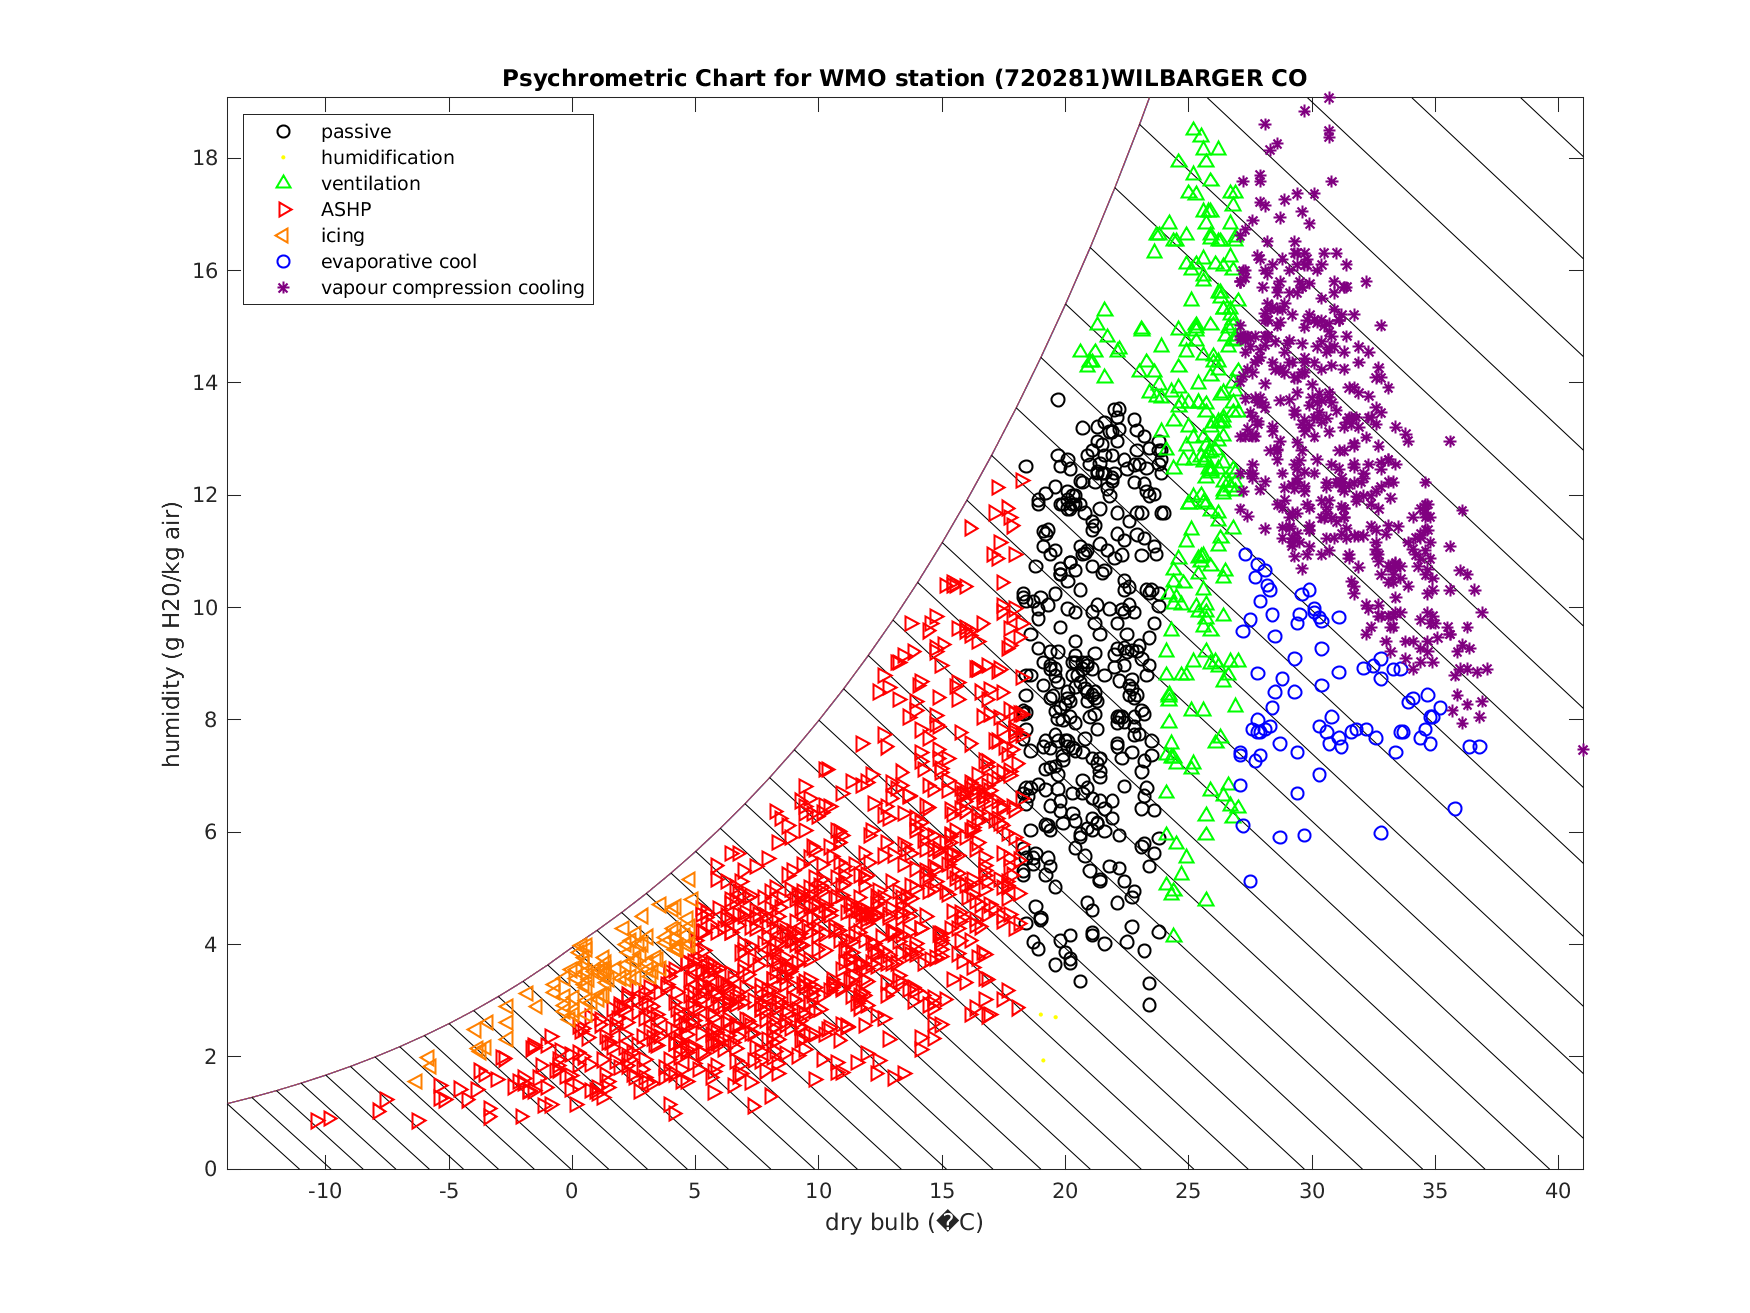 Psychrometric Chart for WMO station (720281)WILBARGER CO
passive
humidification
ventilation
ASHP
icing
evaporative cool
vapour compression cooling
humidity (g H20/kg air)
18
16
14
12
10
8
6
4
2
0
-10 -5 0 5 10 15 20 25 30 35 40
dry bulb (�C)